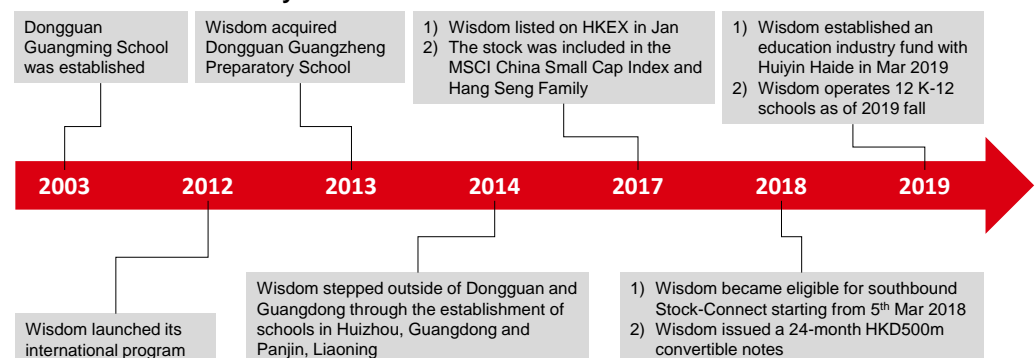 Dongguan
Guangming School
was established
Wisdom acquired
Dongguan Guangzheng
Preparatory School
1) Wisdom listed on HKEX in Jan
2) The stock was included in the
MSCI China Small Cap Index and
Hang Seng Family
1) Wisdom established an
education industry fund with
Huiyin Haide in Mar 2019
2) Wisdom operates 12 K-12
schools as of 2019 fall
2003 2012 2013 2014 2017 2018 2019
Wisdom launched its
international program
Wisdom stepped outside of Dongguan and
Guangdong through the establishment of
schools in Huizhou, Guangdong and
Panjin, Liaoning
1) Wisdom became eligible for southbound
Stock-Connect starting from 5th Mar 2018
2) Wisdom issued a 24-month HKD500m
convertible notes